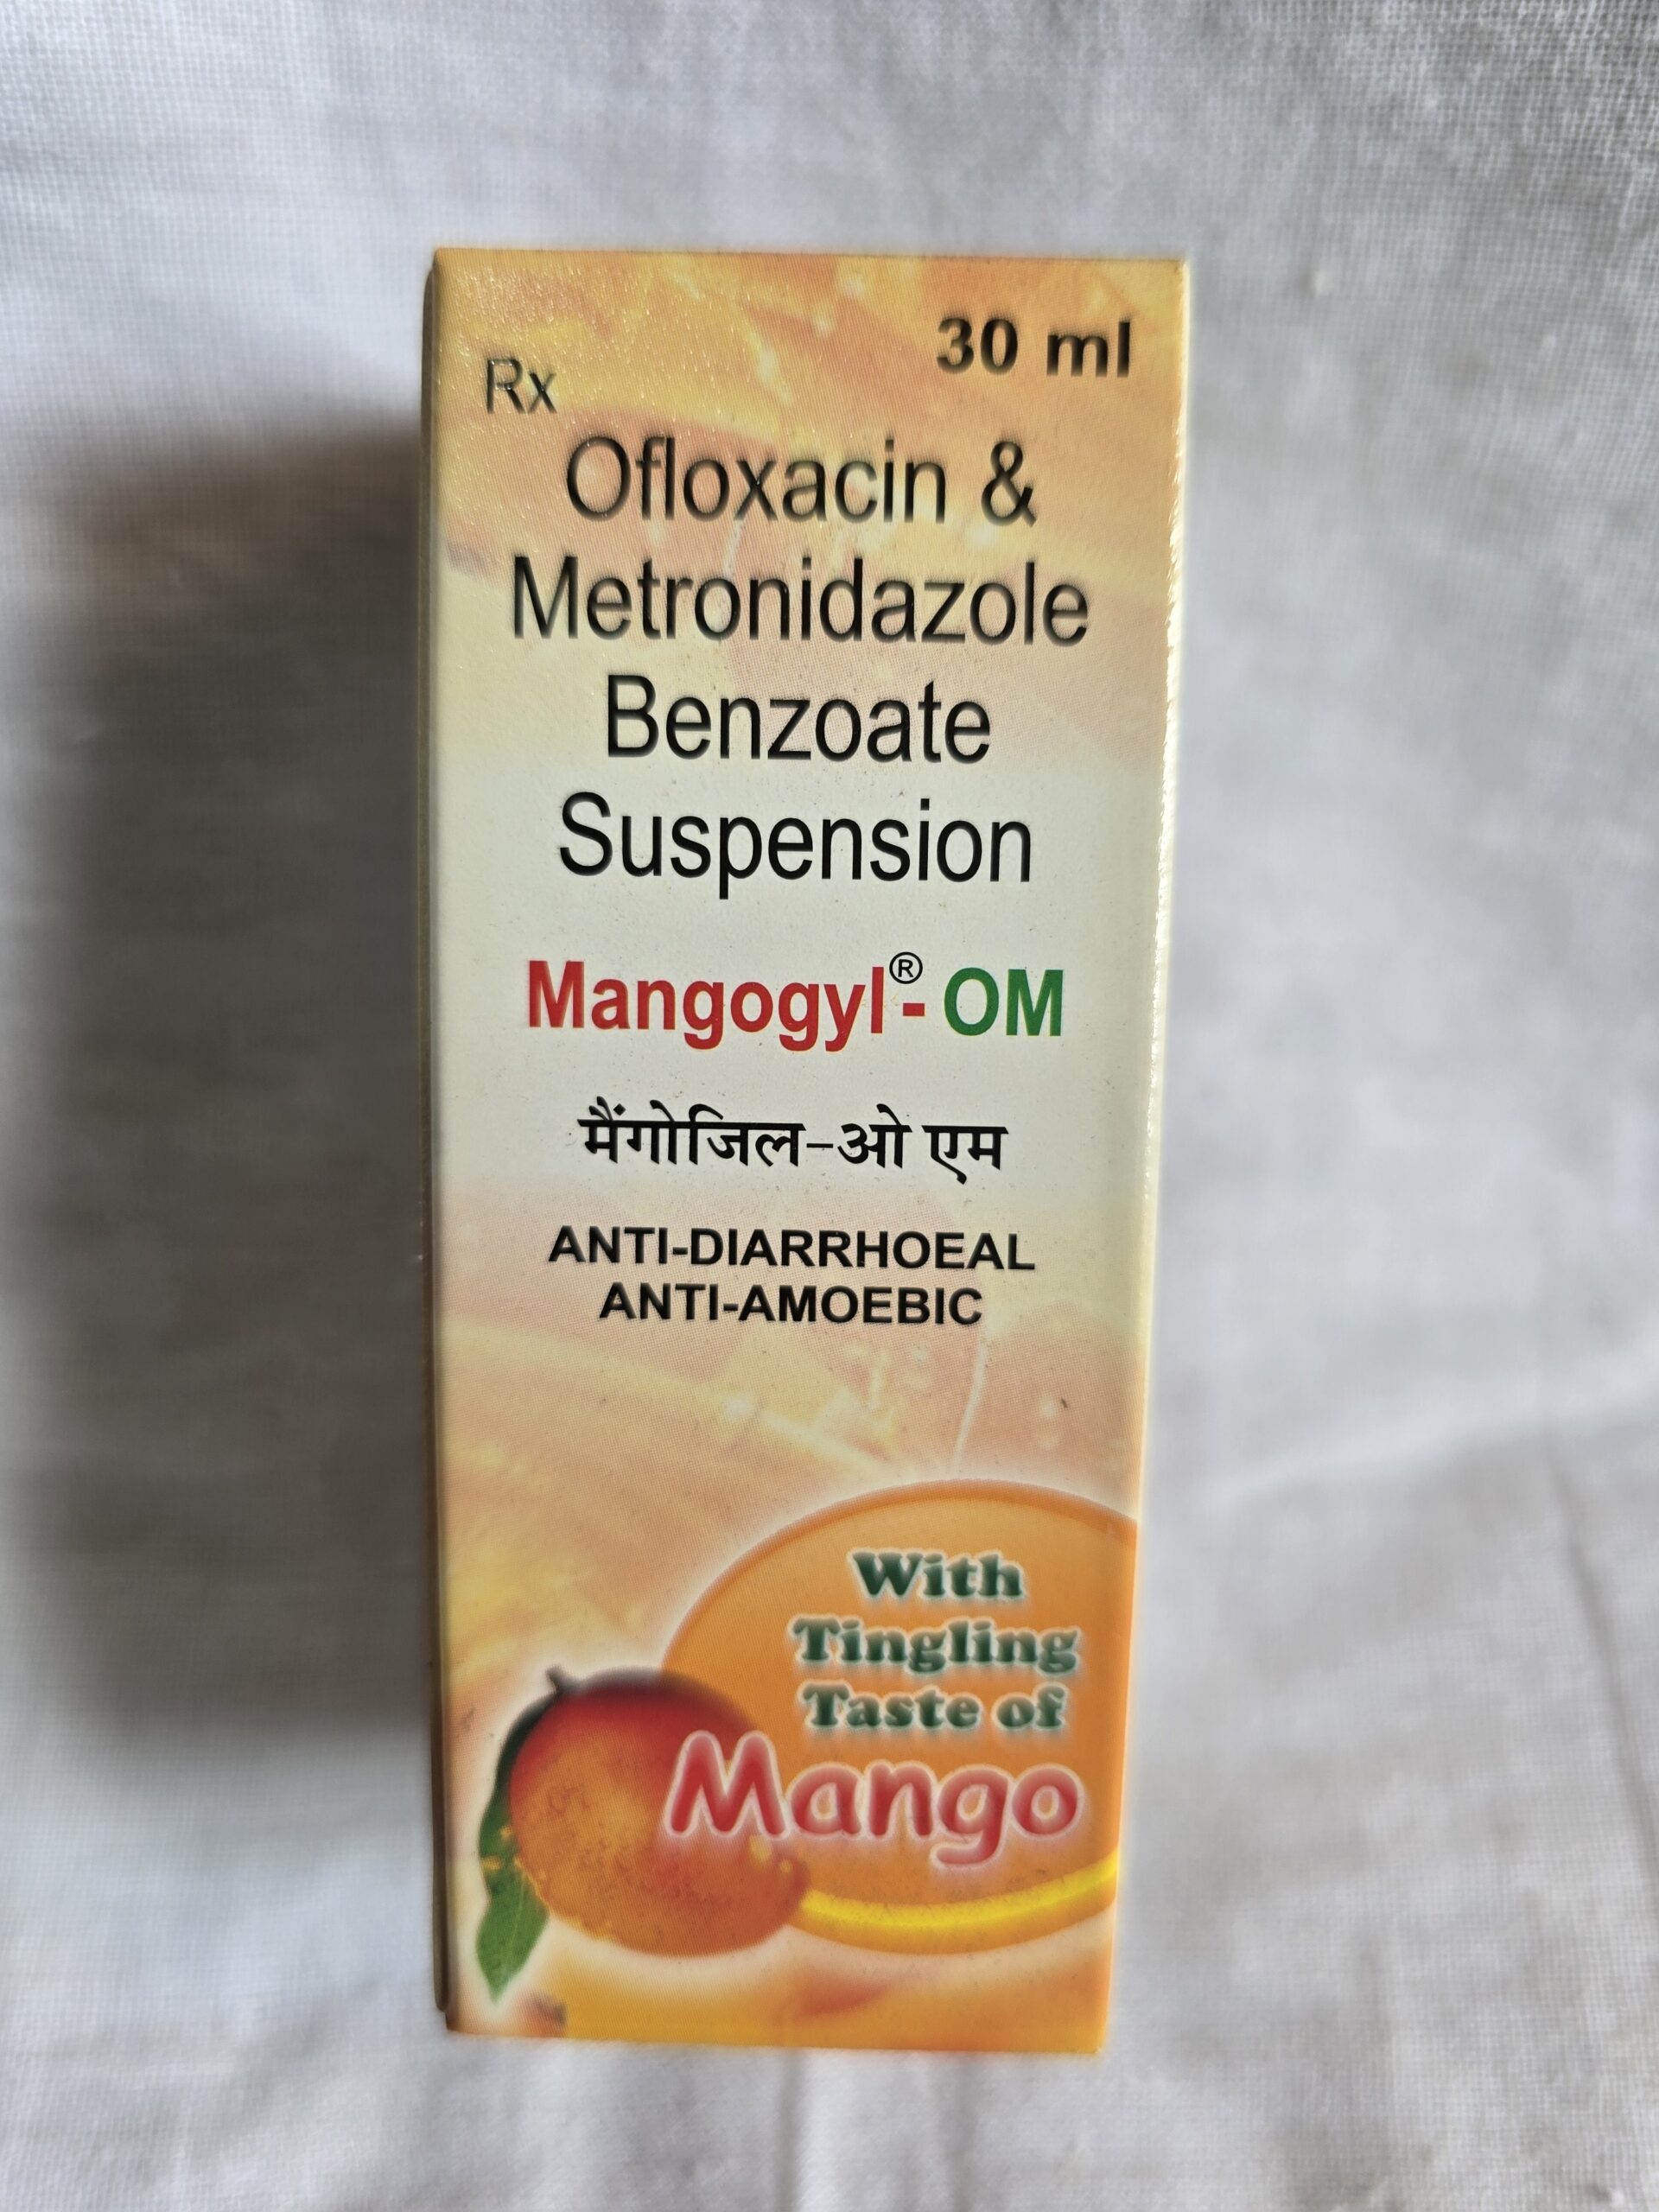 30 ml
Rx
Ofloxacin &
Metronidazole
Benzoate
Suspension
Mangogyl®-OM
मैंगोजिल-ओ एम
ANTI-DIARRHOEAL
ANTI-AMOEBIC
With
Tingling
Taste of
Mango